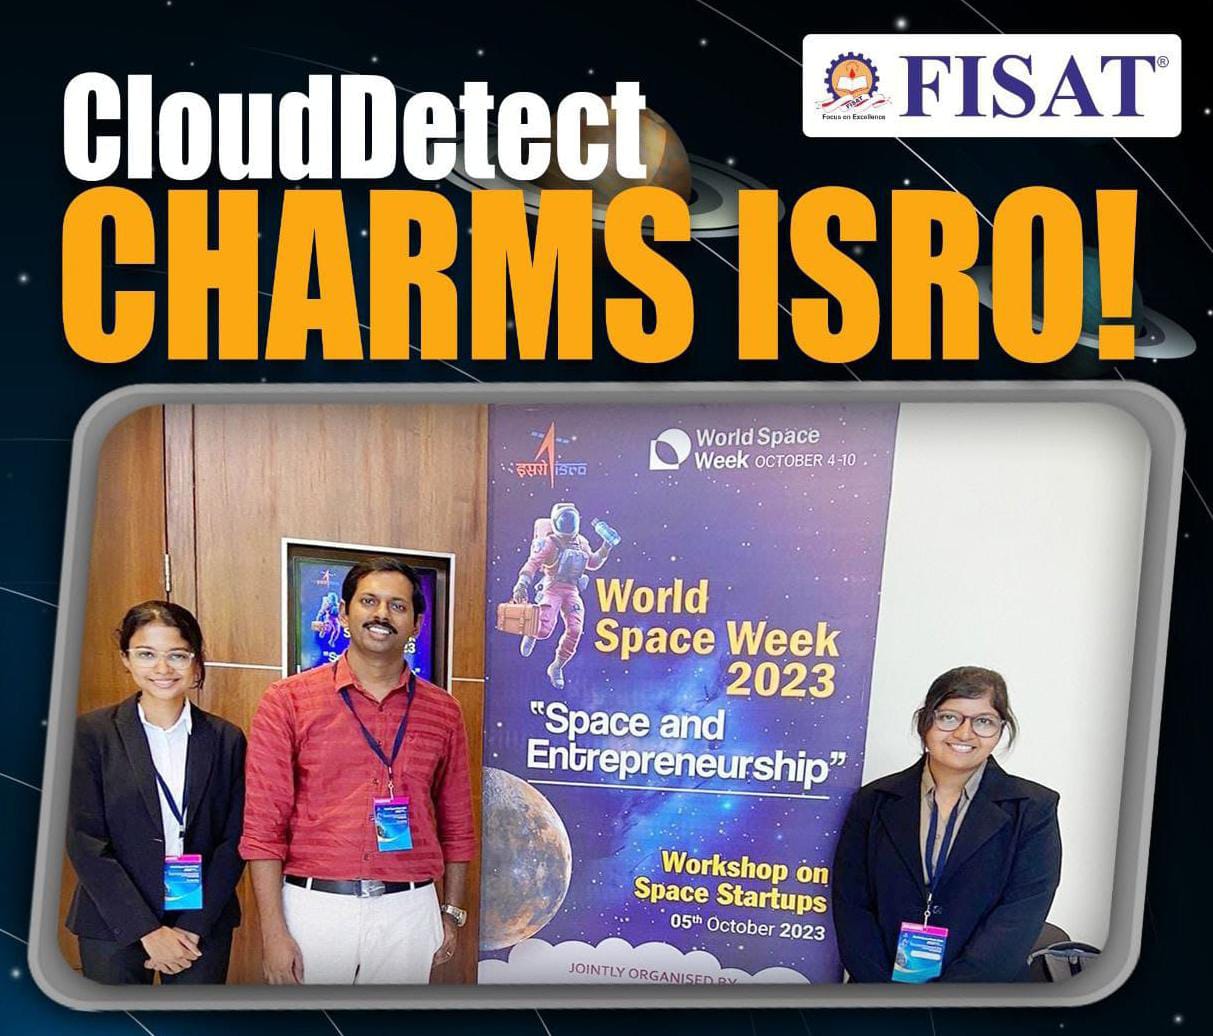 FISAT®
FISAT
Focus on Excellence
CloudDetect
CHARMS ISRO!
इसरो isro
World Space
Week OCTOBER 4-10
World
Space Week
2023
"Space and
Entrepreneurship"
Workshop on
Space Startups
05th October 2023
JOINTLY ORGANISED BY